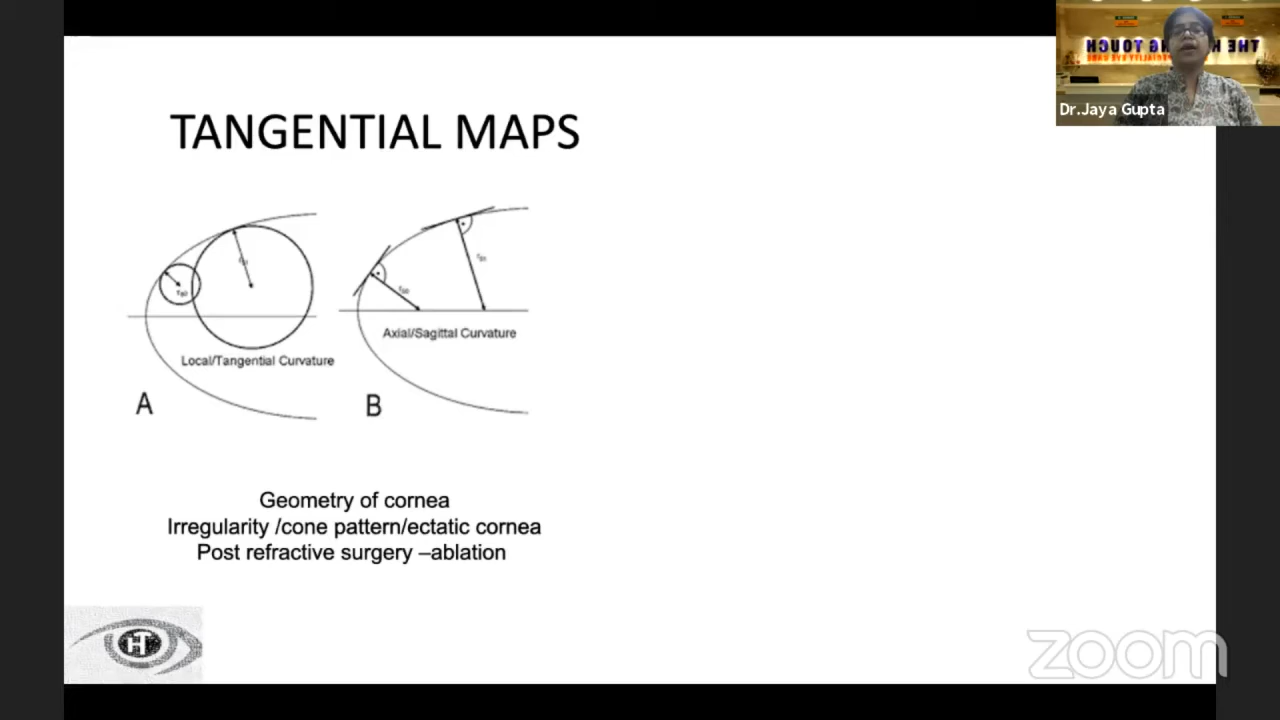 TANGENTIAL MAPS
Local/Tangential Curvature
A
Axial/Sagittal Curvature
B
Geometry of cornea
Irregularity /cone pattern/ectatic cornea
Post refractive surgery –ablation
HT
Dr.Jaya Gupta
zoom